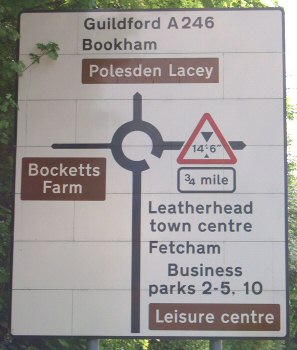 Guildford A246
Bookham
Polesden Lacey
14'-6"
Bocketts
Farm
¾ mile
Leatherhead
town centre
Fetcham
Business
parks 2-5, 10
Leisure centre